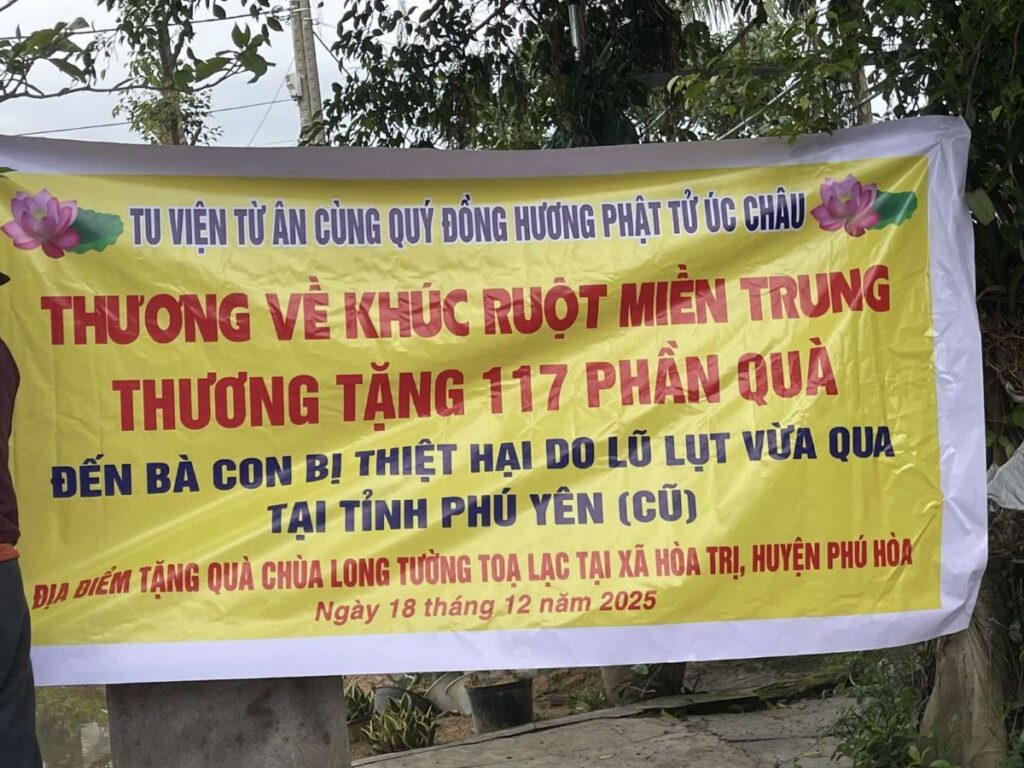 TU VIỆN TỪ ÂN CÙNG QUÝ ĐỒNG HƯƠNG PHẬT TỬ ÚC CHÂU
THƯƠNG VỀ KHÚC RUỘT MIỀN TRUNG
THƯƠNG TẶNG 117 PHẦN QUÀ
ĐẾN BÀ CON BỊ THIỆT HẠI DO LŨ LỤT VỪA QUA
TẠI TỈNH PHÚ YÊN (CŨ)
ĐỊA ĐIỂM TẶNG QUÀ CHÙA LONG TƯỜNG TOẠ LẠC TẠI XÃ HÒA TRỊ, HUYỆN PHÚ HÒA
Ngày 18 tháng 12 năm 2025